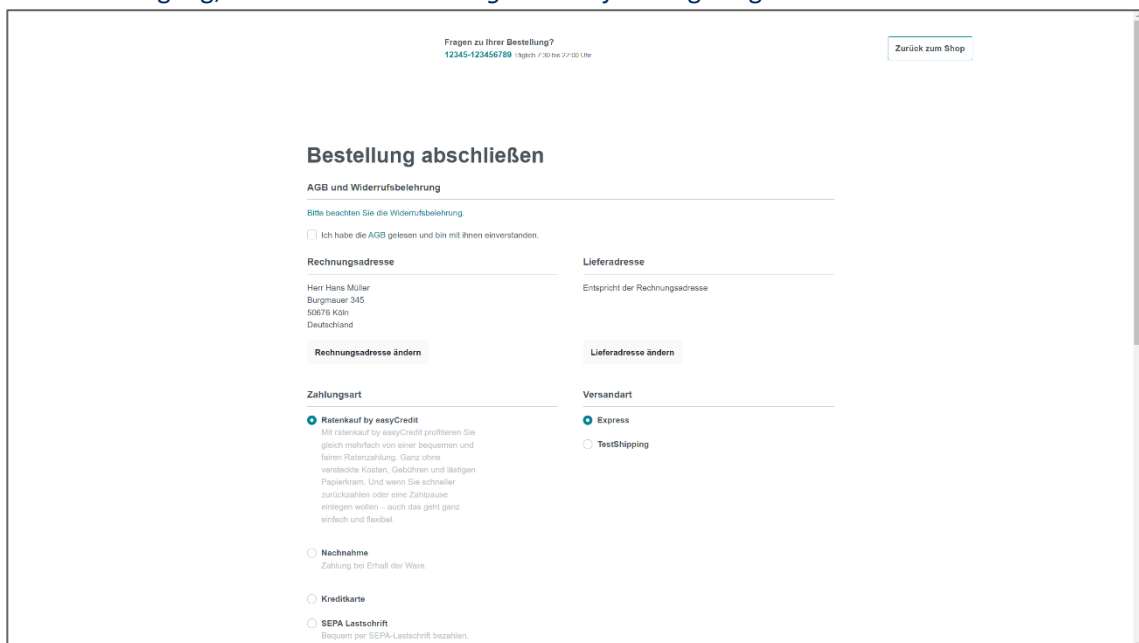 Fragen zu Ihrer Bestellung?
12345-123456789 Täglich 7:30 bis 22:00 Uhr
Zurück zum Shop
Bestellung abschließen
AGB und Widerrufsbelehrung
Bitte beachten Sie die Widerrufsbelehrung.
Ich habe die AGB gelesen und bin mit ihnen einverstanden.
Rechnungsadresse
Herr Hans Müller
Burgmauer 345
50676 Köln
Deutschland
Rechnungsadresse ändern
Lieferadresse
Entspricht der Rechnungsadresse
Lieferadresse ändern
Zahlungsart
Ratenkauf by easyCredit
Mit ratenkauf by easyCredit profitieren Sie
gleich mehrfach von einer bequemen und
fairen Ratenzahlung. Ganz ohne
versteckte Kosten, Gebühren und lästigen
Papierkram. Und wenn Sie schneller
zurückzahlen oder eine Zahlpause
einlegen wollen – auch das geht ganz
einfach und flexibel.
Nachnahme
Zahlung bei Erhalt der Ware.
Kreditkarte
SEPA Lastschrift
Bequem per SEPA-Lastschrift bezahlen.
Versandart
Express
TestShipping